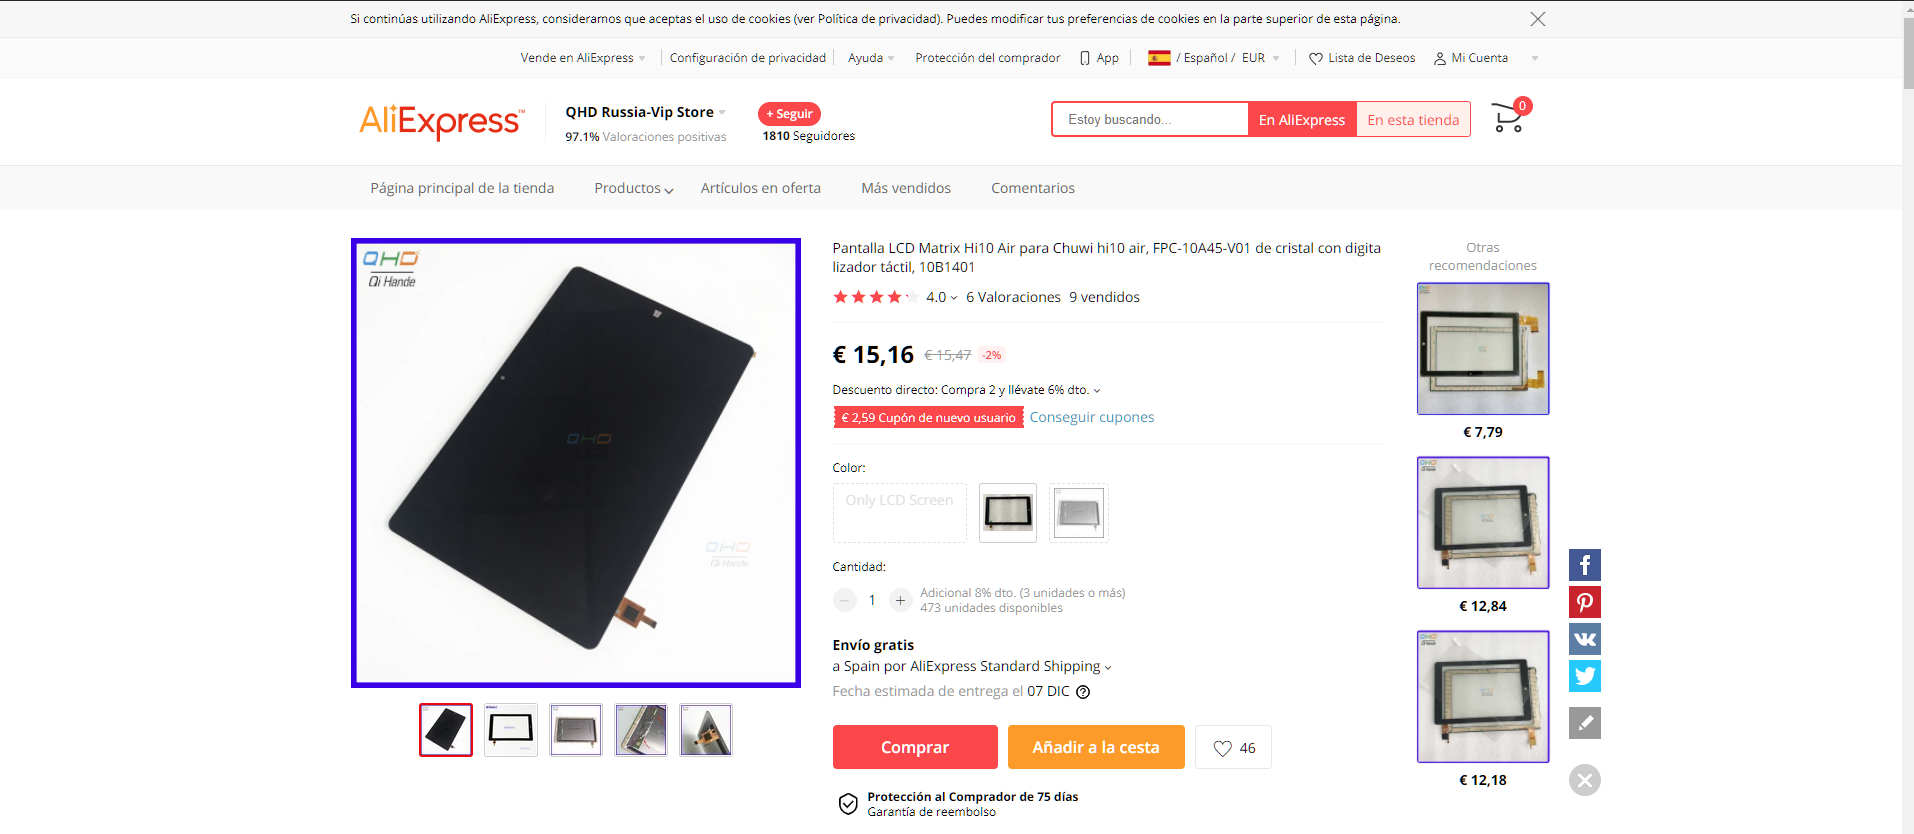 Si continúas utilizando AliExpress, consideramos que aceptas el uso de cookies (ver Política de privacidad). Puedes modificar tus preferencias de cookies en la parte superior de esta página.
Vende en AliExpress
Configuración de privacidad
Ayuda
Protección del comprador
App
/ Español / EUR
Lista de Deseos
Mi Cuenta
AliExpress™
QHD Russia-Vip Store
97.1% Valoraciones positivas
+ Seguir
1810 Seguidores
Estoy buscando...
En AliExpress
En esta tienda
0
Página principal de la tienda
Productos
Artículos en oferta
Más vendidos
Comentarios
QHD
Qi Hande
QHD
QHD
Qi Hande
Pantalla LCD Matrix Hi10 Air para Chuwi hi10 air, FPC-10A45-V01 de cristal con digita
lizador táctil, 10B1401
4.0
6 Valoraciones
9 vendidos
€ 15,16
€ 15,47
-2%
Descuento directo: Compra 2 y llévate 6% dto.
€ 2,59 Cupón de nuevo usuario
Conseguir cupones
Color:
Only LCD Screen
Cantidad:
1
Adicional 8% dto. (3 unidades o más)
473 unidades disponibles
Envío gratis
a Spain por AliExpress Standard Shipping
Fecha estimada de entrega el 07 DIC
Comprar
Añadir a la cesta
46
Protección al Comprador de 75 días
Garantía de reembolso
Otras
recomendaciones
QHD
€ 7,79
QHD
€ 12,84
QHD
€ 12,18